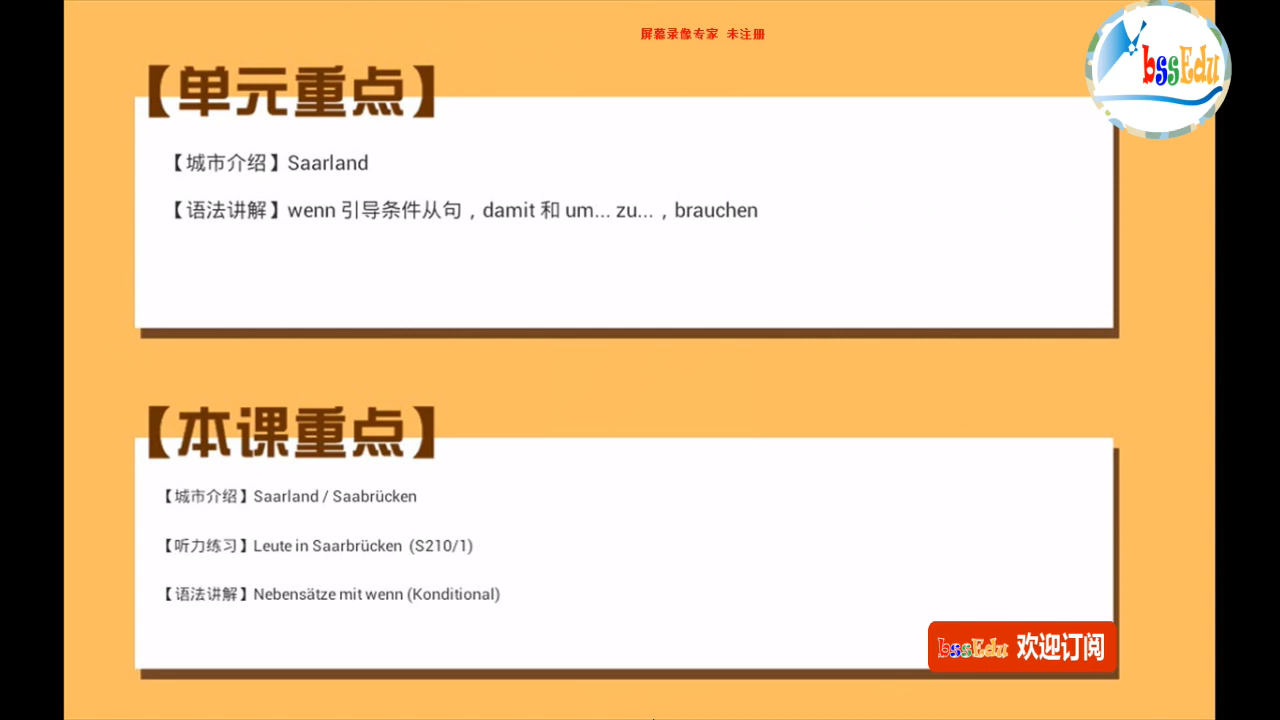 屏幕录像专家 未注册
bssEdu
【单元重点】
【城市介绍】Saarland
【语法讲解】wenn 引导条件从句，damit 和 um... zu...，brauchen
【本课重点】
【城市介绍】Saarland / Saabrücken
【听力练习】Leute in Saarbrücken (S210/1)
【语法讲解】Nebensätze mit wenn (Konditional)
bssEdu 欢迎订阅